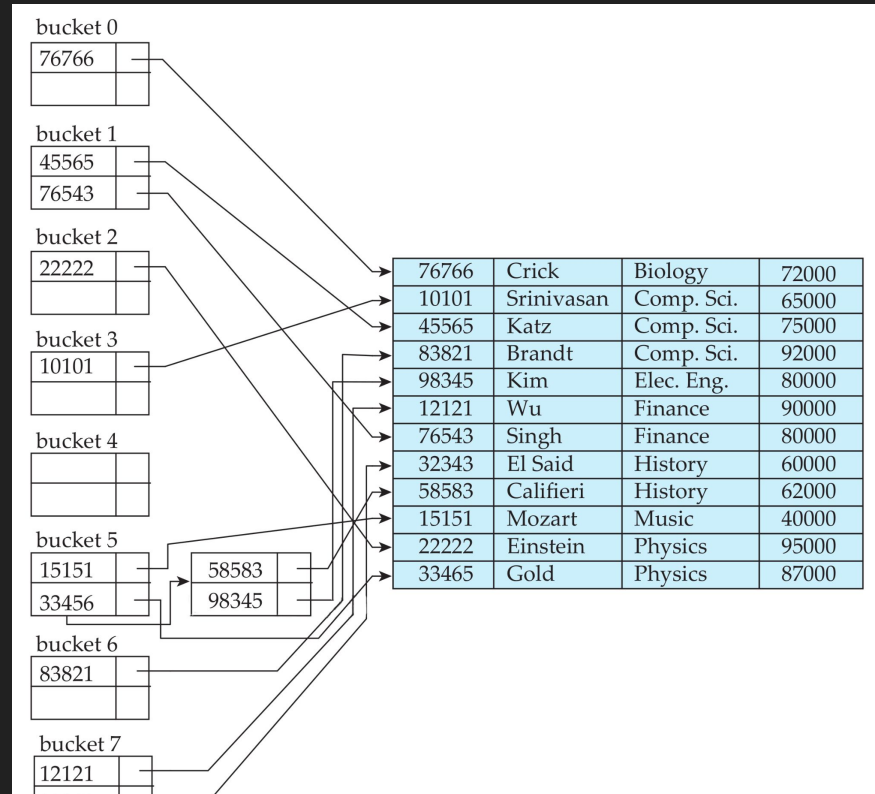 bucket 0
76766
bucket 1
45565
76543
bucket 2
22222
bucket 3
10101
bucket 4
bucket 5
15151
33456
58583
98345
bucket 6
83821
bucket 7
12121
76766 Crick Biology 72000
10101 Srinivasan Comp. Sci. 65000
45565 Katz Comp. Sci. 75000
83821 Brandt Comp. Sci. 92000
98345 Kim Elec. Eng. 80000
12121 Wu Finance 90000
76543 Singh Finance 80000
32343 El Said History 60000
58583 Califieri History 62000
15151 Mozart Music 40000
22222 Einstein Physics 95000
33465 Gold Physics 87000